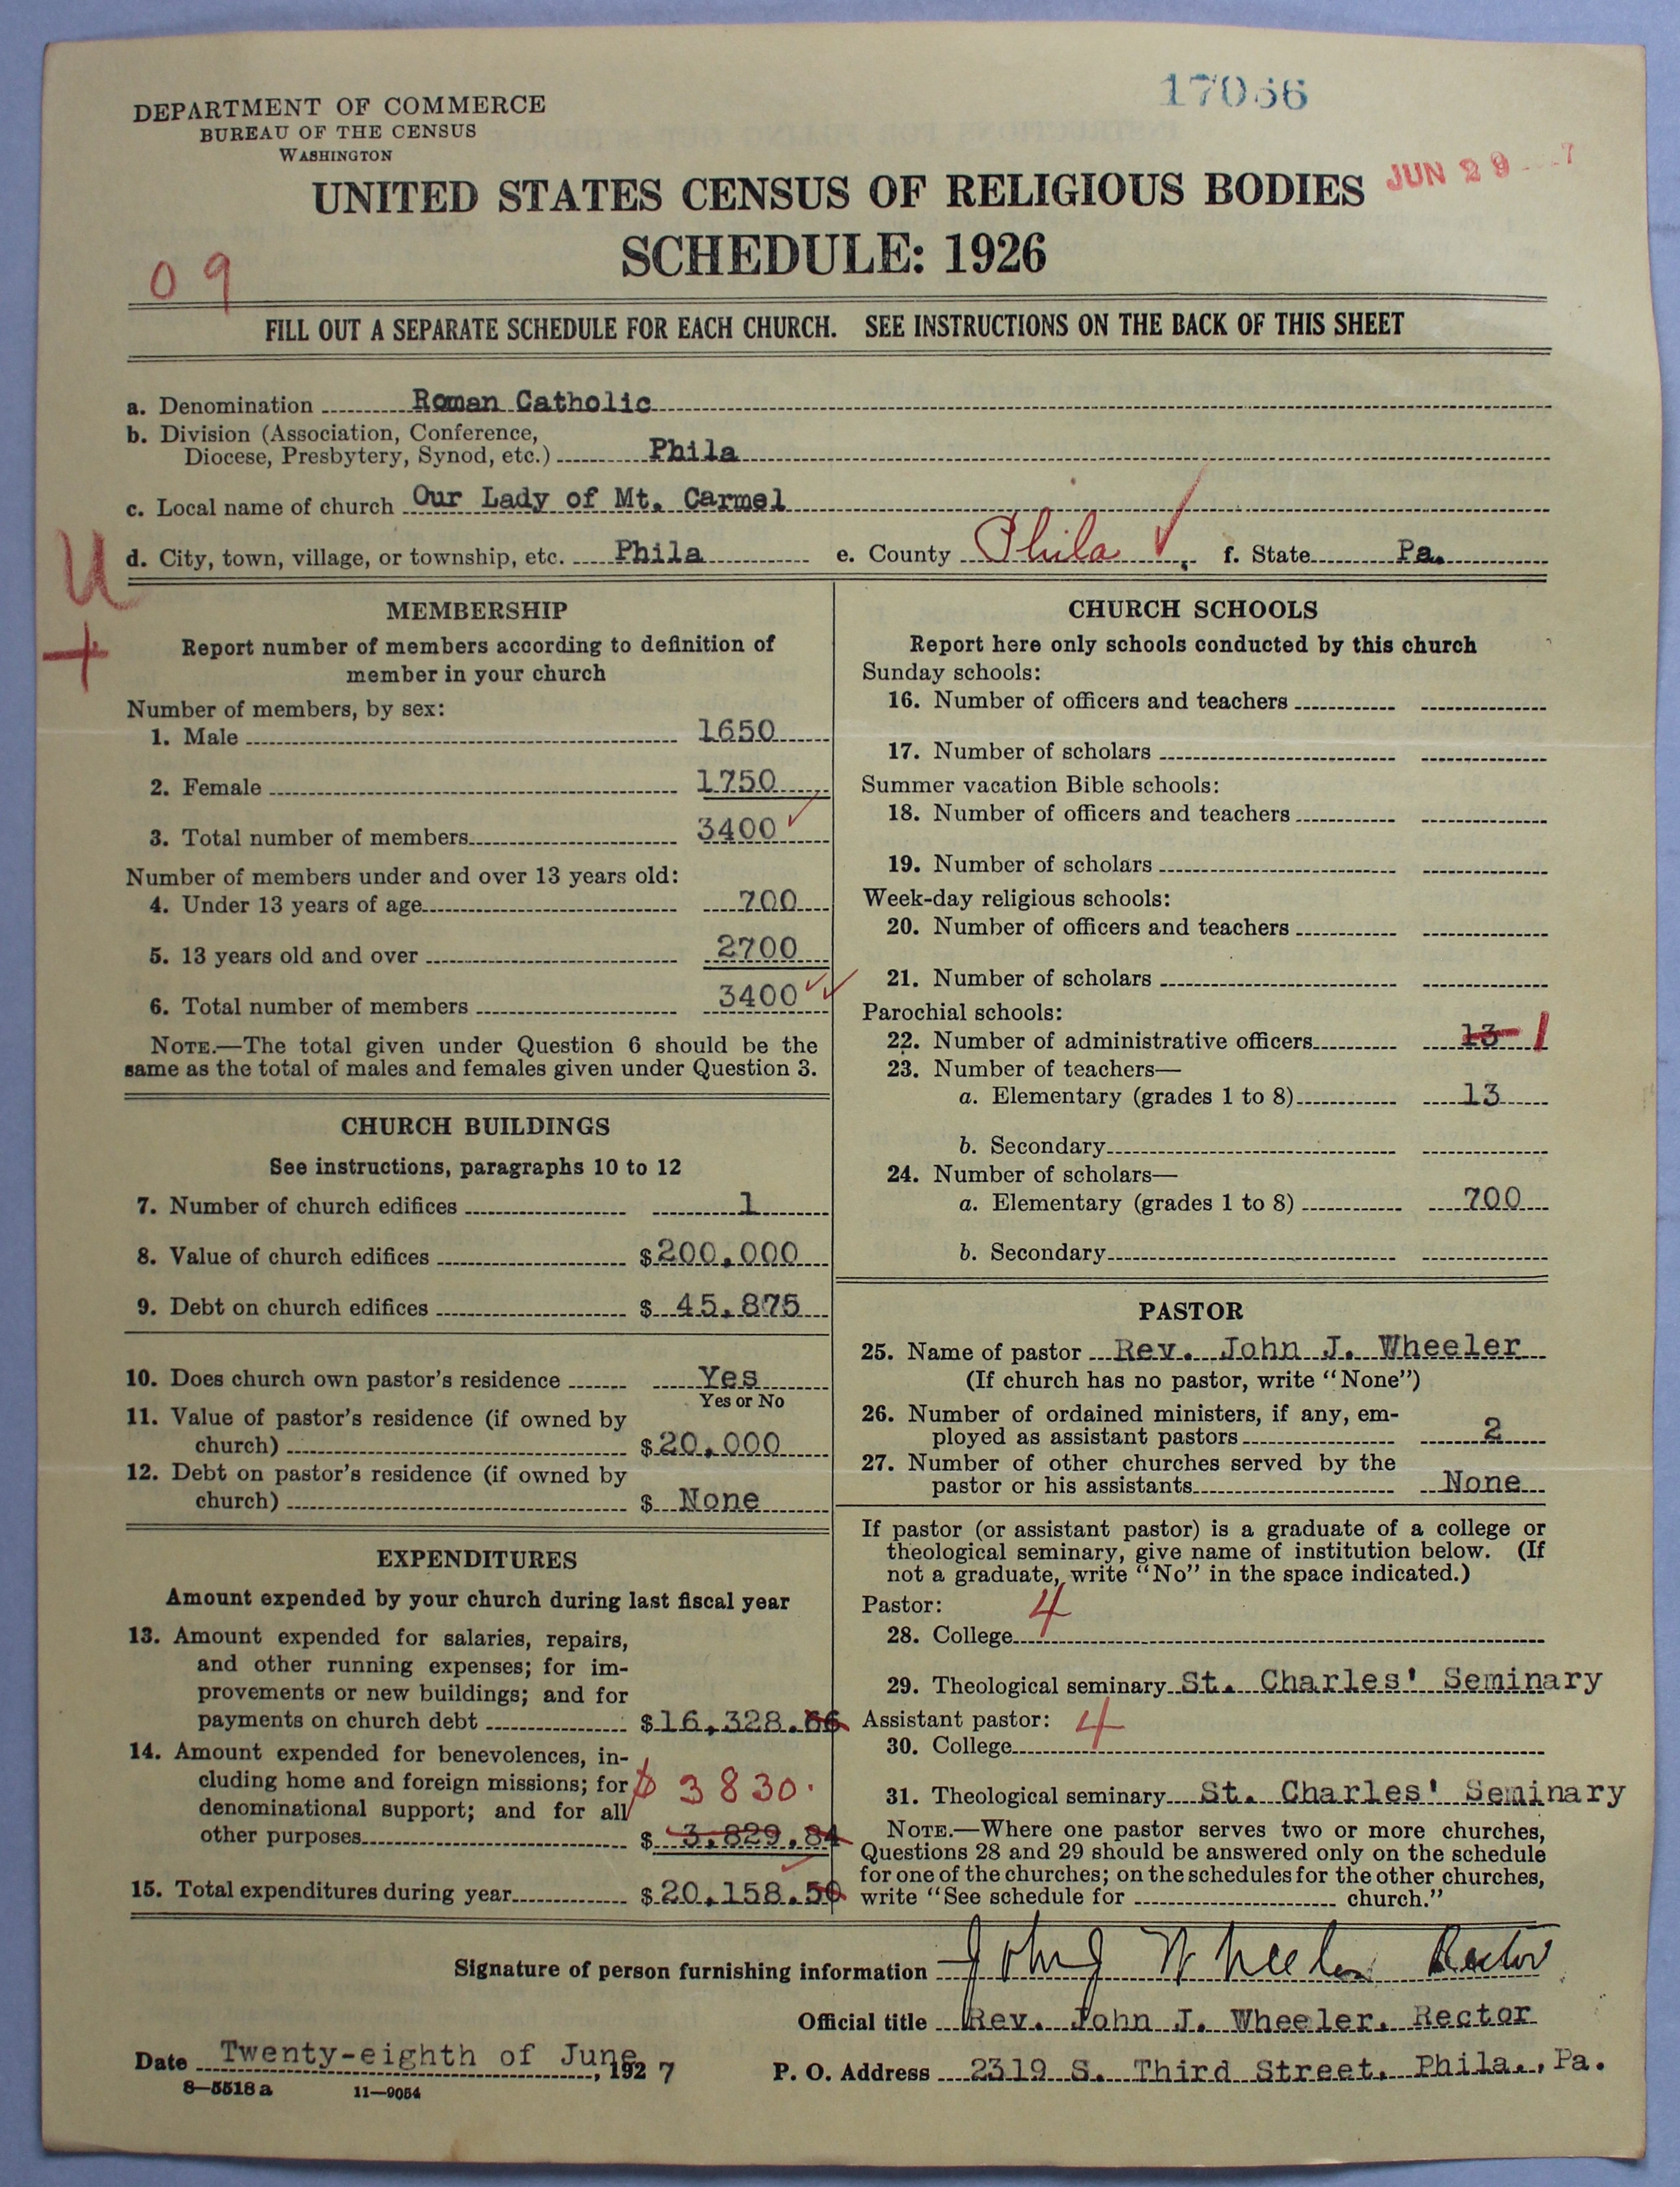 17066
DEPARTMENT OF COMMERCE
BUREAU OF THE CENSUS
WASHINGTON
JUN 29 7
UNITED STATES CENSUS OF RELIGIOUS BODIES
SCHEDULE: 1926
09
FILL OUT A SEPARATE SCHEDULE FOR EACH CHURCH. SEE INSTRUCTIONS ON THE BACK OF THIS SHEET
a. Denomination Roman Catholic
b. Division (Association, Conference,
Diocese, Presbytery, Synod, etc.) Phila
c. Local name of church Our Lady of Mt. Carmel
d. City, town, village, or township, etc. Phila e. County Phila ✓, f. State Pa.
U
+
MEMBERSHIP
Report number of members according to definition of
member in your church
Number of members, by sex:
1. Male 1650
2. Female 1750
3. Total number of members 3400 ✓
Number of members under and over 13 years old:
4. Under 13 years of age 700
5. 13 years old and over 2700
6. Total number of members 3400 ✓✓
NOTE.—The total given under Question 6 should be the
same as the total of males and females given under Question 3.
CHURCH BUILDINGS
See instructions, paragraphs 10 to 12
7. Number of church edifices 1
8. Value of church edifices $200,000
9. Debt on church edifices $ 45,875
10. Does church own pastor's residence Yes
Yes or No
11. Value of pastor's residence (if owned by
church) $20,000
12. Debt on pastor's residence (if owned by
church) $ None
EXPENDITURES
Amount expended by your church during last fiscal year
13. Amount expended for salaries, repairs,
and other running expenses; for im-
provements or new buildings; and for
payments on church debt $16,328.66
14. Amount expended for benevolences, in-
cluding home and foreign missions; for $ 3830.
denominational support; and for all
other purposes $ 3,829.84
15. Total expenditures during year $20,158.50
CHURCH SCHOOLS
Report here only schools conducted by this church
Sunday schools:
16. Number of officers and teachers
17. Number of scholars
Summer vacation Bible schools:
18. Number of officers and teachers
19. Number of scholars
Week-day religious schools:
20. Number of officers and teachers
21. Number of scholars
Parochial schools:
22. Number of administrative officers 13 1
23. Number of teachers—
a. Elementary (grades 1 to 8) 13
b. Secondary
24. Number of scholars—
a. Elementary (grades 1 to 8) 700
b. Secondary
PASTOR
25. Name of pastor Rev. John J. Wheeler
(If church has no pastor, write "None")
26. Number of ordained ministers, if any, em-
ployed as assistant pastors 2
27. Number of other churches served by the
pastor or his assistants None
If pastor (or assistant pastor) is a graduate of a college or
theological seminary, give name of institution below. (If
not a graduate, write "No" in the space indicated.)
Pastor: 4
28. College
29. Theological seminary St. Charles' Seminary
Assistant pastor: 4
30. College
31. Theological seminary St. Charles' Seminary
NOTE.—Where one pastor serves two or more churches,
Questions 28 and 29 should be answered only on the schedule
for one of the churches; on the schedules for the other churches,
write "See schedule for church."
Signature of person furnishing information John J Wheeler Rector
Official title Rev. John J. Wheeler, Rector
Date Twenty-eighth of June, 1927 P. O. Address 2319 S. Third Street, Phila., Pa.
8—5518 a 11—9054